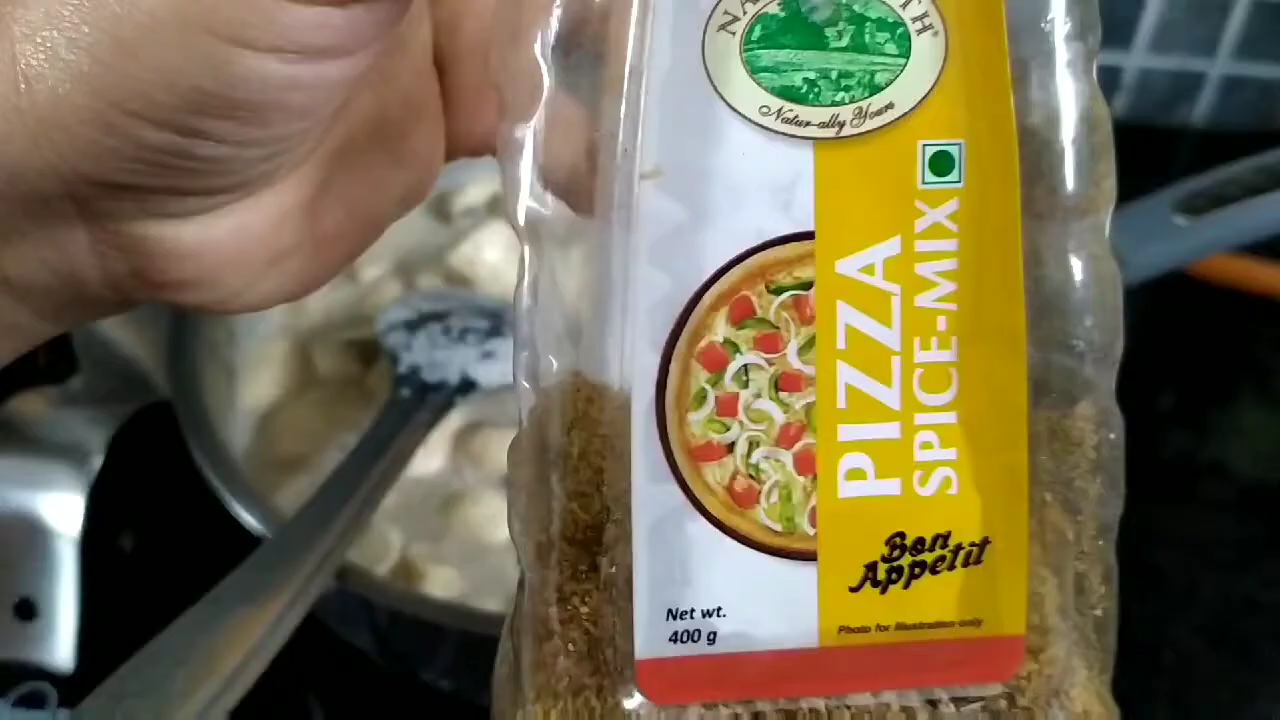 Natur-ally Yours
PIZZA
SPICE-MIX
Bon
Appetit
Net wt.
400 g
Photo for illustration only